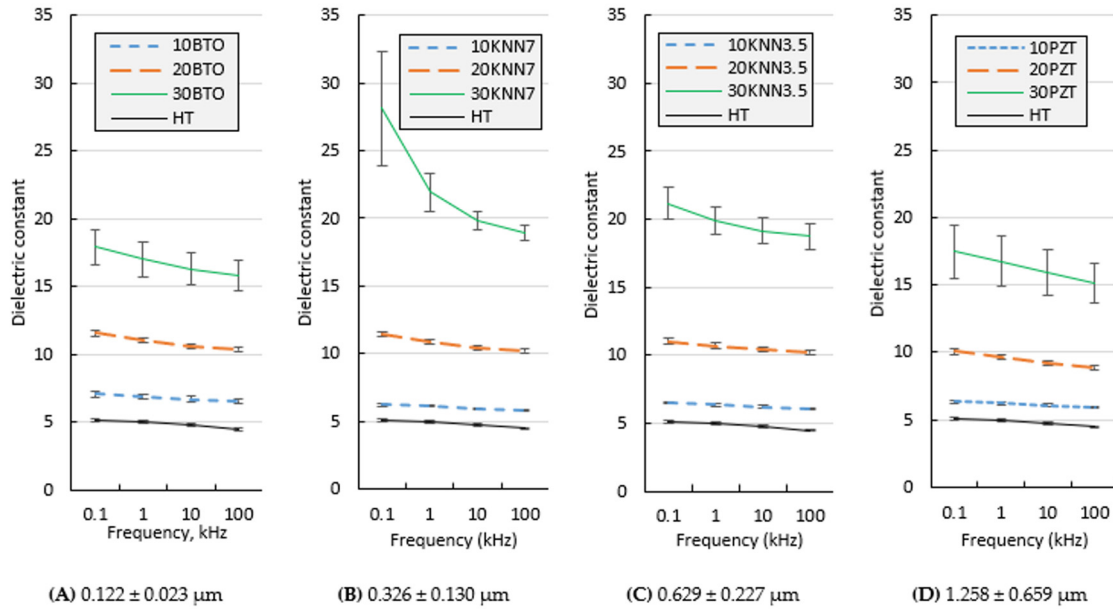 Dielectric constant
35
30
25
20
15
10
5
0
10BTO
20BTO
30BTO
HT
0.1 1 10 100
Frequency, kHz
(A) 0.122 ± 0.023 μm
Dielectric constant
35
30
25
20
15
10
5
0
10KNN7
20KNN7
30KNN7
HT
0.1 1 10 100
Frequency (kHz)
(B) 0.326 ± 0.130 μm
Dielectric constant
35
30
25
20
15
10
5
0
10KNN3.5
20KNN3.5
30KNN3.5
HT
0.1 1 10 100
Frequency (kHz)
(C) 0.629 ± 0.227 μm
Dielectric constant
35
30
25
20
15
10
5
0
10PZT
20PZT
30PZT
HT
0.1 1 10 100
Frequency (kHz)
(D) 1.258 ± 0.659 μm